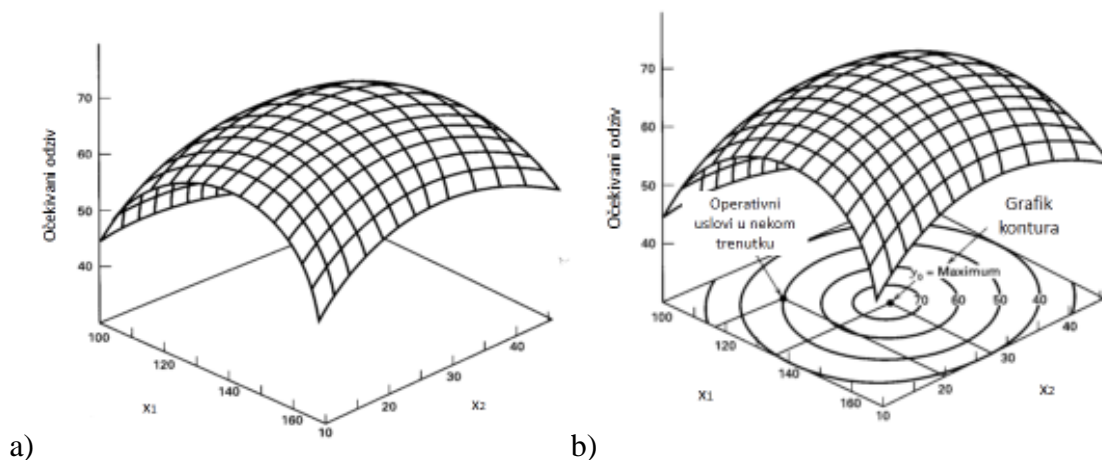 Očekivani odziv
70
60
50
40
100
120
140
160
10
20
30
40
x1
x2
a)
Očekivani odziv
70
60
50
40
Operativni
uslovi u nekom
trenutku
Grafik
kontura
y0 = Maximum
70 60 50 40
100
120
140
160
10
20
30
40
x1
x2
b)